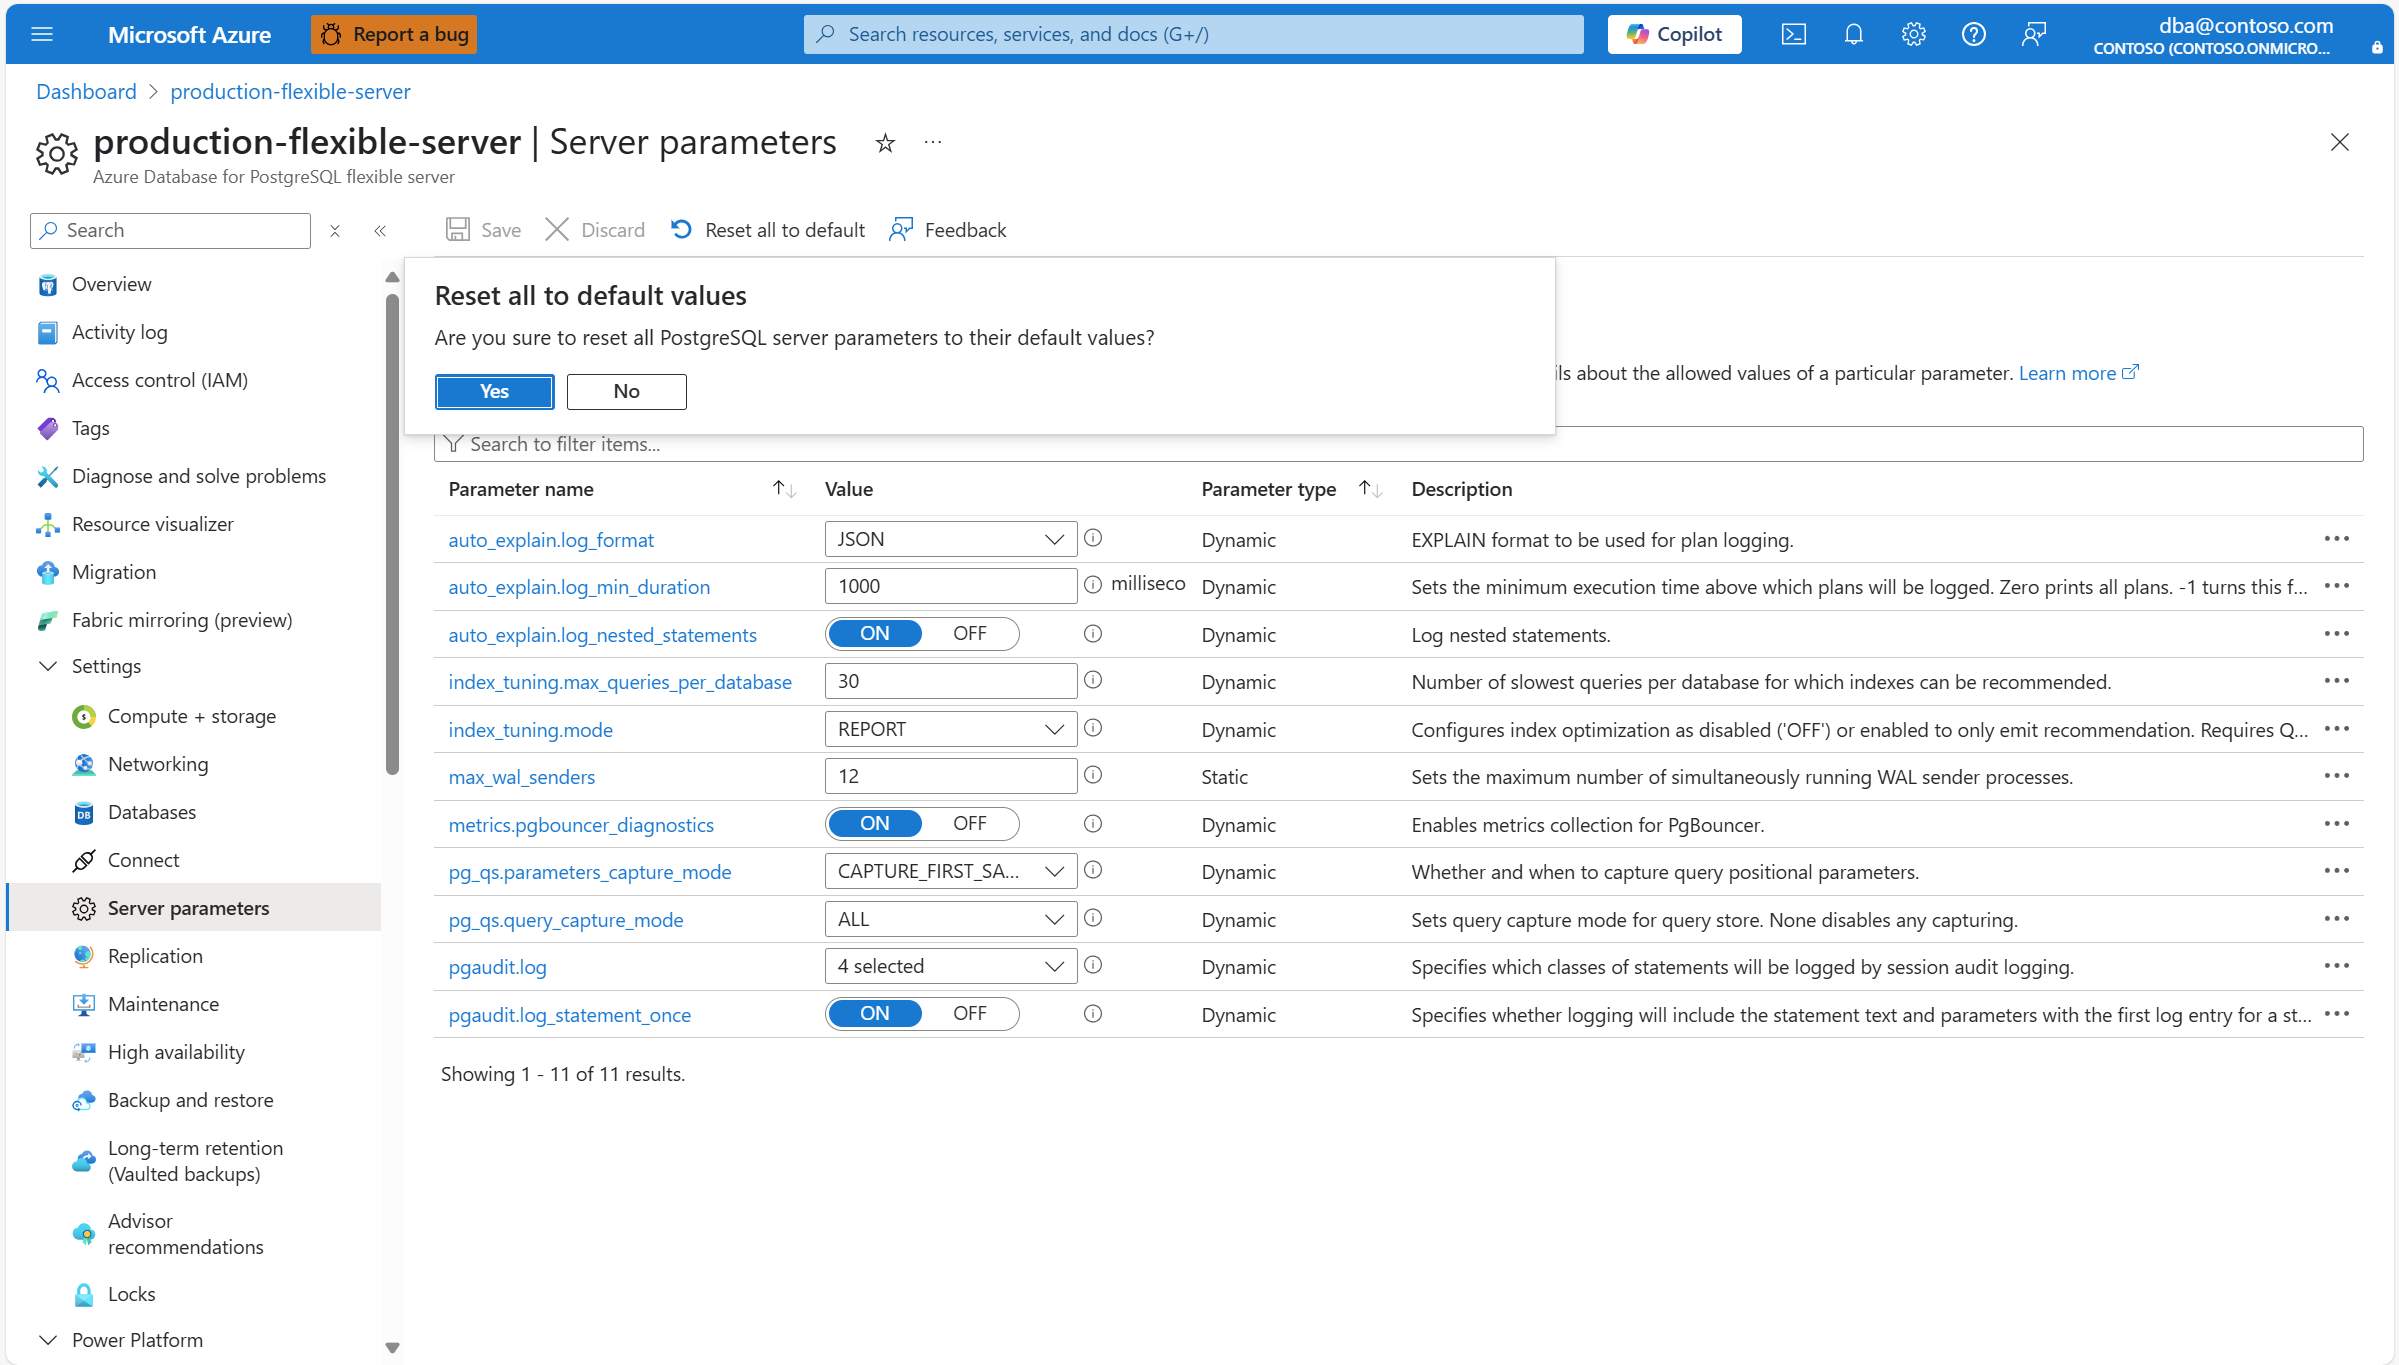 Microsoft Azure
Report a bug
Search resources, services, and docs (G+/)
Copilot
dba@contoso.com
CONTOSO (CONTOSO.ONMICRO...
Dashboard > production-flexible-server
production-flexible-server | Server parameters
Azure Database for PostgreSQL flexible server
Search
Save
Discard
Reset all to default
Feedback
Overview
Activity log
Access control (IAM)
Tags
Diagnose and solve problems
Resource visualizer
Migration
Fabric mirroring (preview)
Settings
Compute + storage
Networking
Databases
Connect
Server parameters
Replication
Maintenance
High availability
Backup and restore
Long-term retention
(Vaulted backups)
Advisor
recommendations
Locks
Power Platform
Reset all to default values
Are you sure to reset all PostgreSQL server parameters to their default values?
Yes
No
about the allowed values of a particular parameter. Learn more
Search to filter items...
Parameter name Value Parameter type Description
auto_explain.log_format JSON Dynamic EXPLAIN format to be used for plan logging.
auto_explain.log_min_duration 1000 milliseco Dynamic Sets the minimum execution time above which plans will be logged. Zero prints all plans. -1 turns this f...
auto_explain.log_nested_statements ON OFF Dynamic Log nested statements.
index_tuning.max_queries_per_database 30 Dynamic Number of slowest queries per database for which indexes can be recommended.
index_tuning.mode REPORT Dynamic Configures index optimization as disabled ('OFF') or enabled to only emit recommendation. Requires Q...
max_wal_senders 12 Static Sets the maximum number of simultaneously running WAL sender processes.
metrics.pgbouncer_diagnostics ON OFF Dynamic Enables metrics collection for PgBouncer.
pg_qs.parameters_capture_mode CAPTURE_FIRST_SA... Dynamic Whether and when to capture query positional parameters.
pg_qs.query_capture_mode ALL Dynamic Sets query capture mode for query store. None disables any capturing.
pgaudit.log 4 selected Dynamic Specifies which classes of statements will be logged by session audit logging.
pgaudit.log_statement_once ON OFF Dynamic Specifies whether logging will include the statement text and parameters with the first log entry for a st...
Showing 1 - 11 of 11 results.